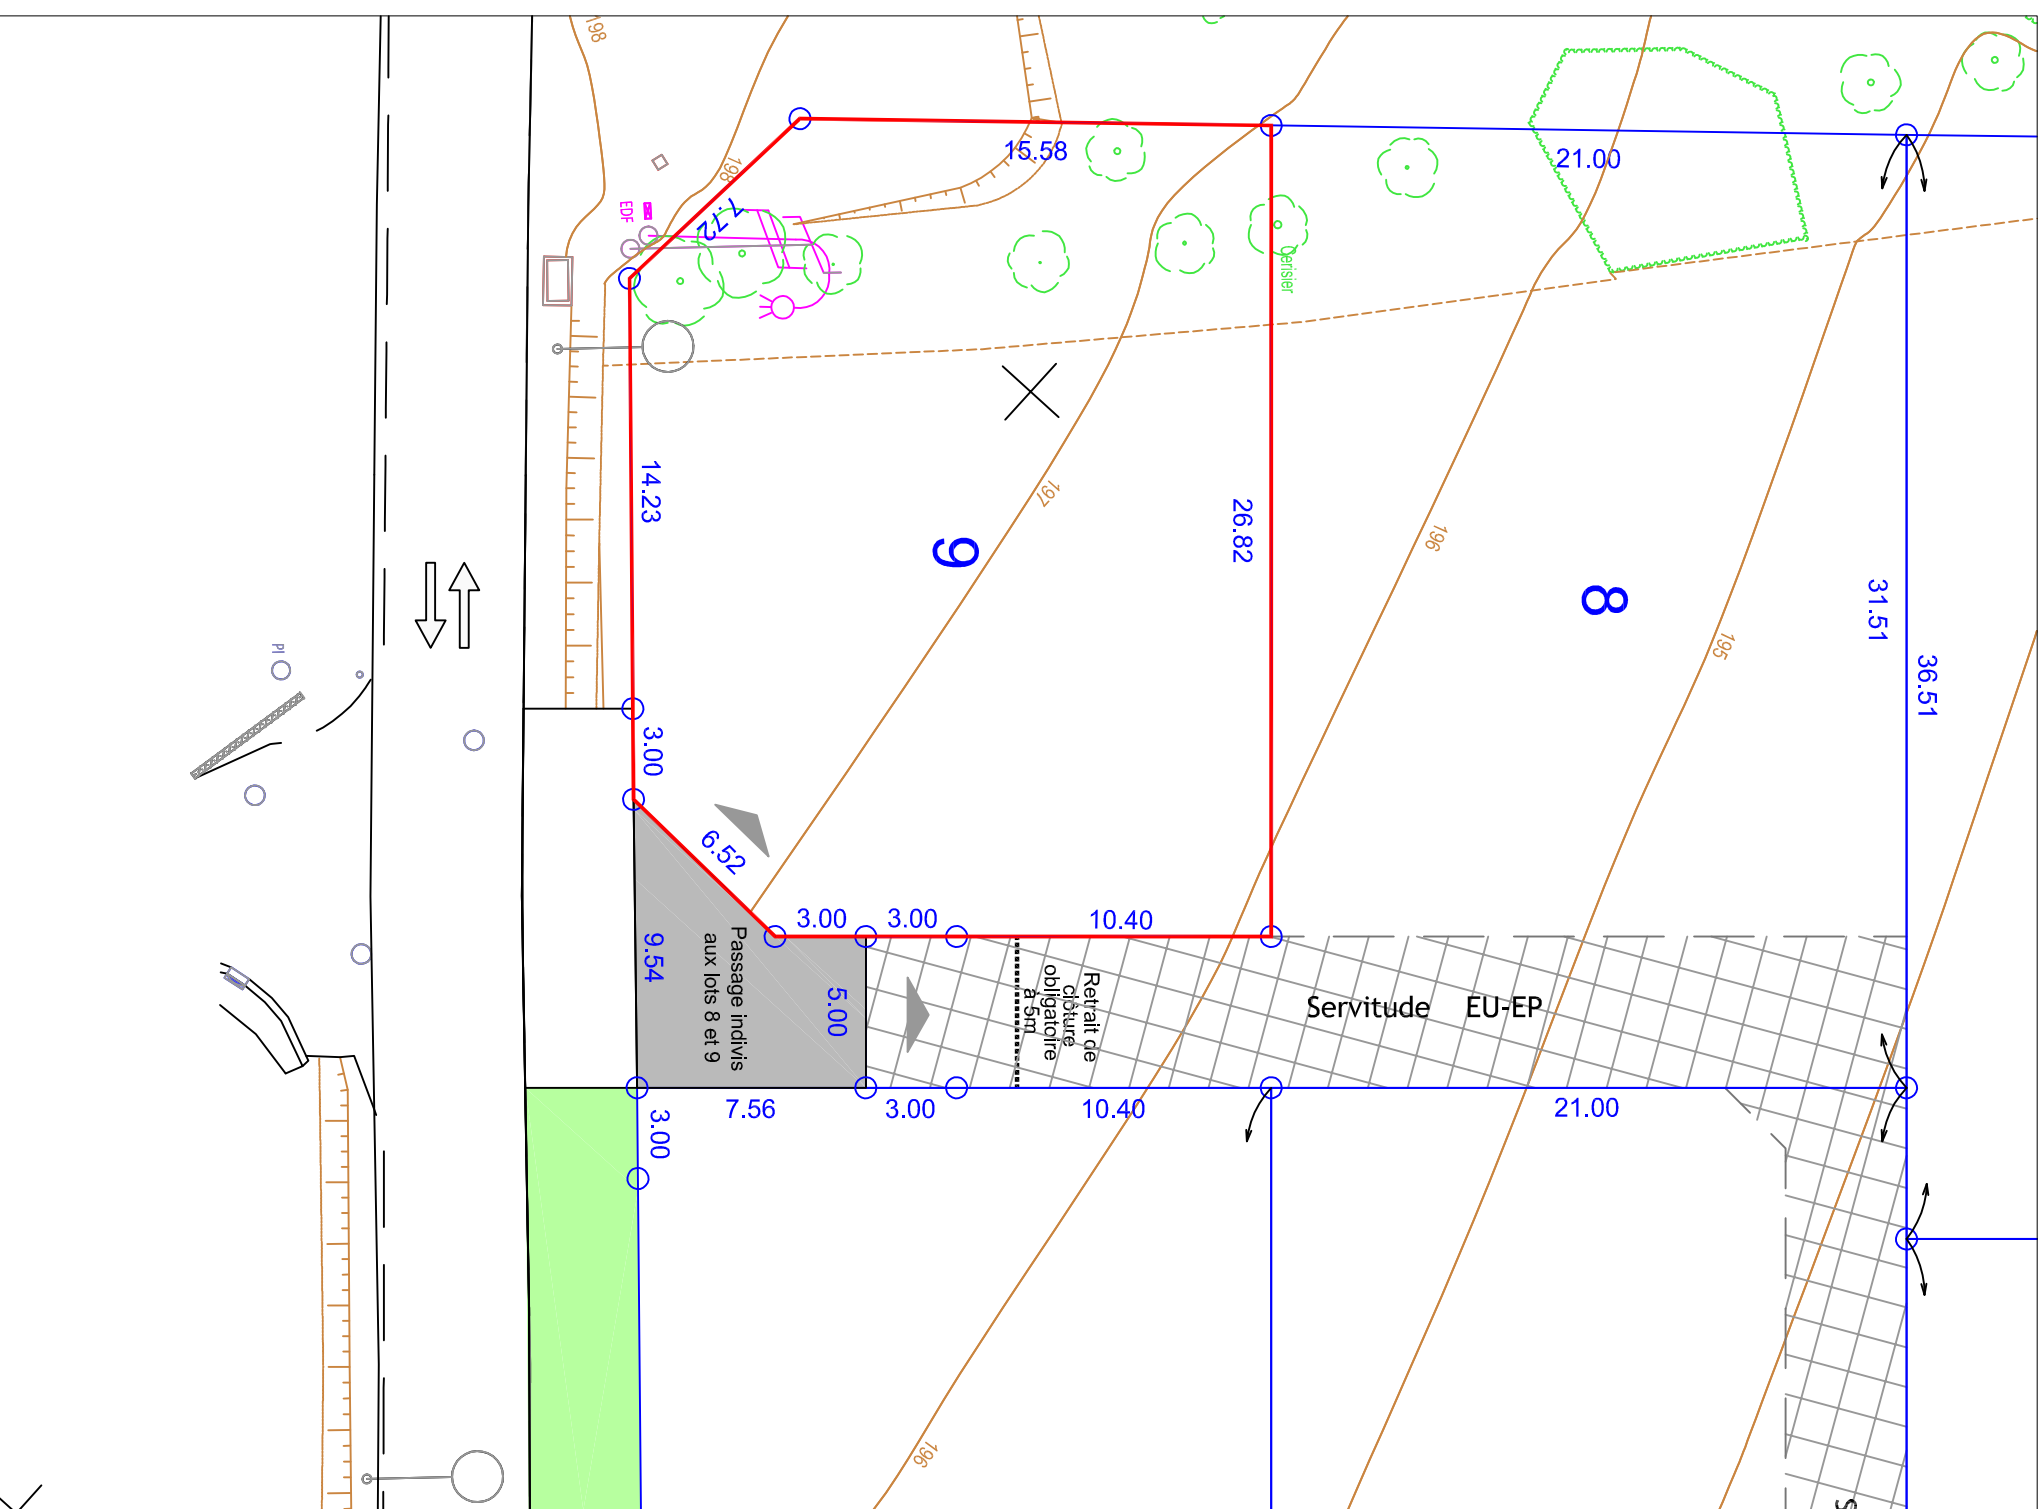 198
15.58
21.00
198
7.72
EDF
Cerisier
14.23
197
26.82
196
9
8
31.51
195
36.51
PI
3.00
6.52
3.00
3.00
10.40
9.54
Passage indivis
aux lots 8 et 9
5.00
Retrait de
clôture
obligatoire
à 5m
Servitude EU-EP
7.56
3.00
10.40
21.00
3.00
196
S